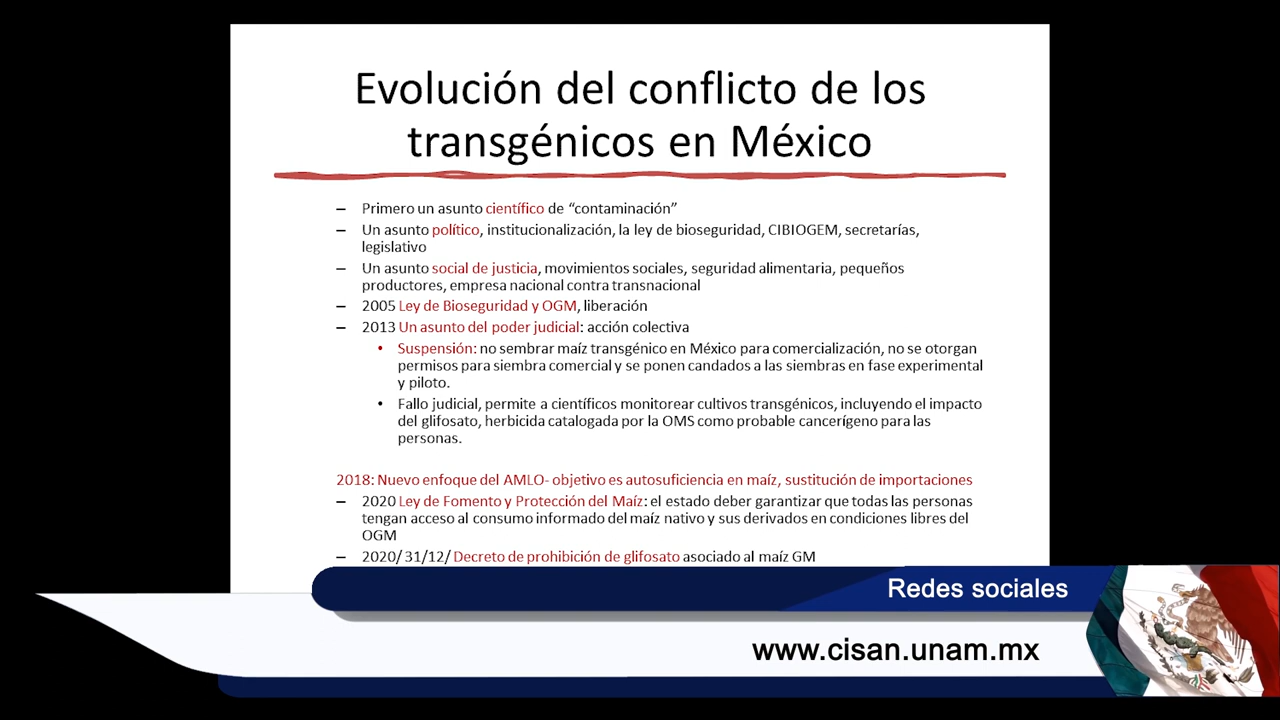 Evolución del conflicto de los
transgénicos en México
– Primero un asunto científico de “contaminación”
– Un asunto político, institucionalización, la ley de bioseguridad, CIBIOGEM, secretarías,
legislativo
– Un asunto social de justicia, movimientos sociales, seguridad alimentaria, pequeños
productores, empresa nacional contra transnacional
– 2005 Ley de Bioseguridad y OGM, liberación
– 2013 Un asunto del poder judicial: acción colectiva
• Suspensión: no sembrar maíz transgénico en México para comercialización, no se otorgan
permisos para siembra comercial y se ponen candados a las siembras en fase experimental
y piloto.
• Fallo judicial, permite a científicos monitorear cultivos transgénicos, incluyendo el impacto
del glifosato, herbicida catalogada por la OMS como probable cancerígeno para las
personas.
2018: Nuevo enfoque del AMLO- objetivo es autosuficiencia en maíz, sustitución de importaciones
– 2020 Ley de Fomento y Protección del Maíz: el estado deber garantizar que todas las personas
tengan acceso al consumo informado del maíz nativo y sus derivados en condiciones libres del
OGM
– 2020/ 31/12/ Decreto de prohibición de glifosato asociado al maíz GM
Redes sociales
www.cisan.unam.mx